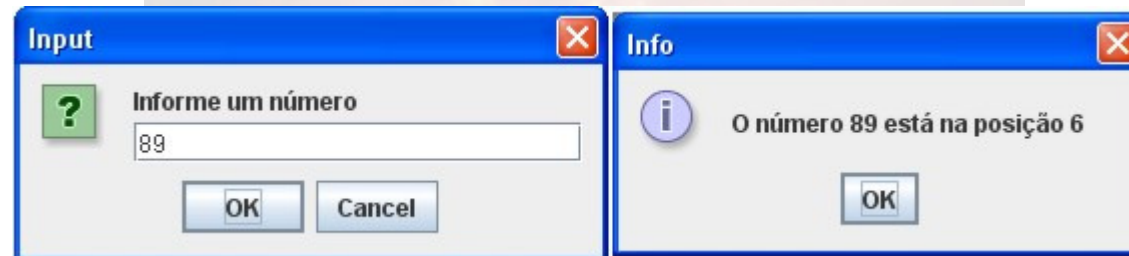 Input
Informe um número
89
OK
Cancel
Info
O número 89 está na posição 6
OK